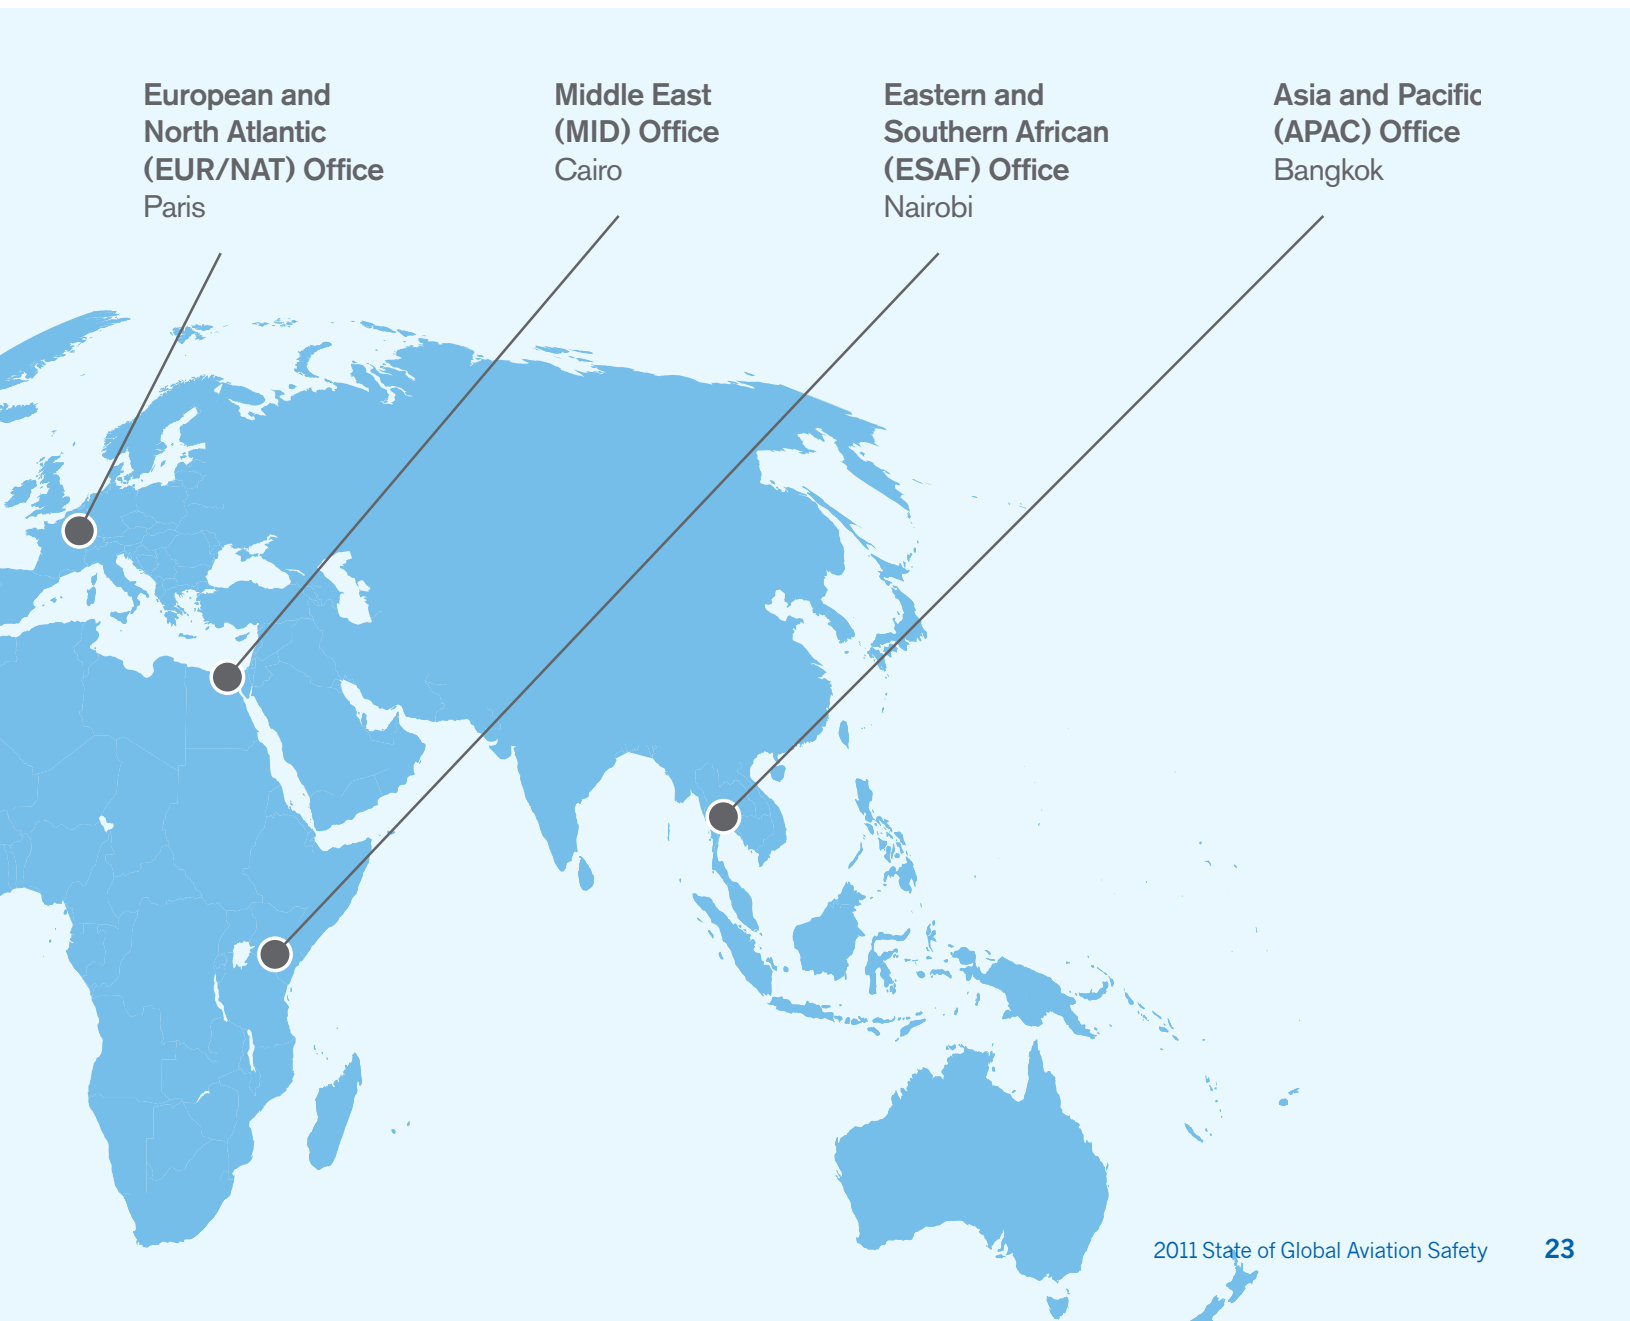 European and
North Atlantic
(EUR/NAT) Office
Paris
Middle East
(MID) Office
Cairo
Eastern and
Southern African
(ESAF) Office
Nairobi
Asia and Pacific
(APAC) Office
Bangkok
2011 State of Global Aviation Safety 23